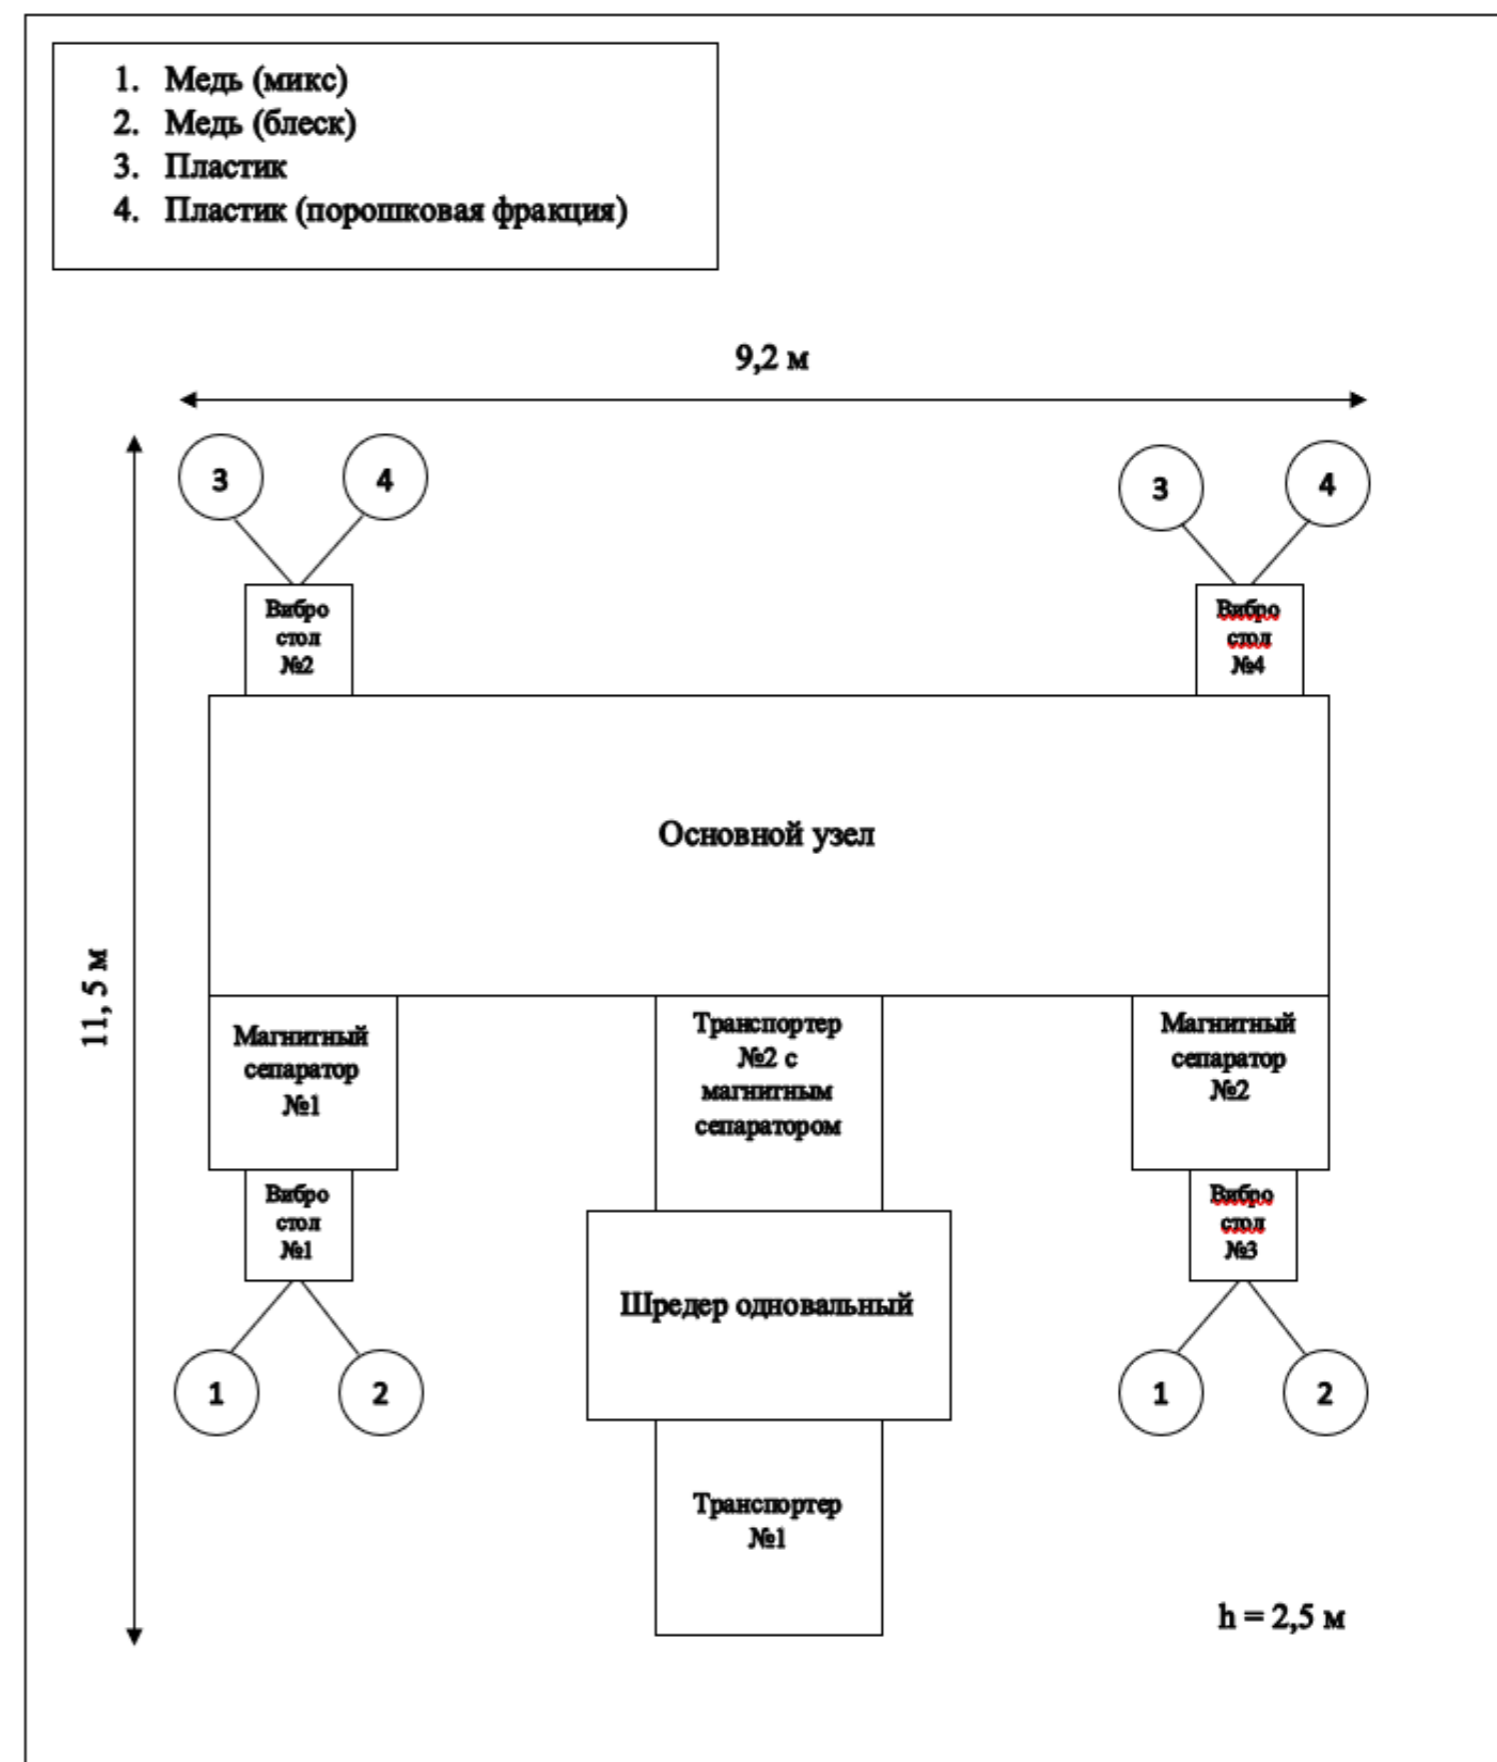 1. Медь (микс)
2. Медь (блеск)
3. Пластик
4. Пластик (порошковая фракция)
9,2 м
3
4
3
4
Вибро
стол
№2
Вибро
стол
№4
Основной узел
11, 5 м
Магнитный
сепаратор
№1
Транспортер
№2 с
магнитным
сепаратором
Магнитный
сепаратор
№2
Вибро
стол
№1
Вибро
стол
№3
Шредер одновальный
1
2
1
2
Транспортер
№1
h = 2,5 м